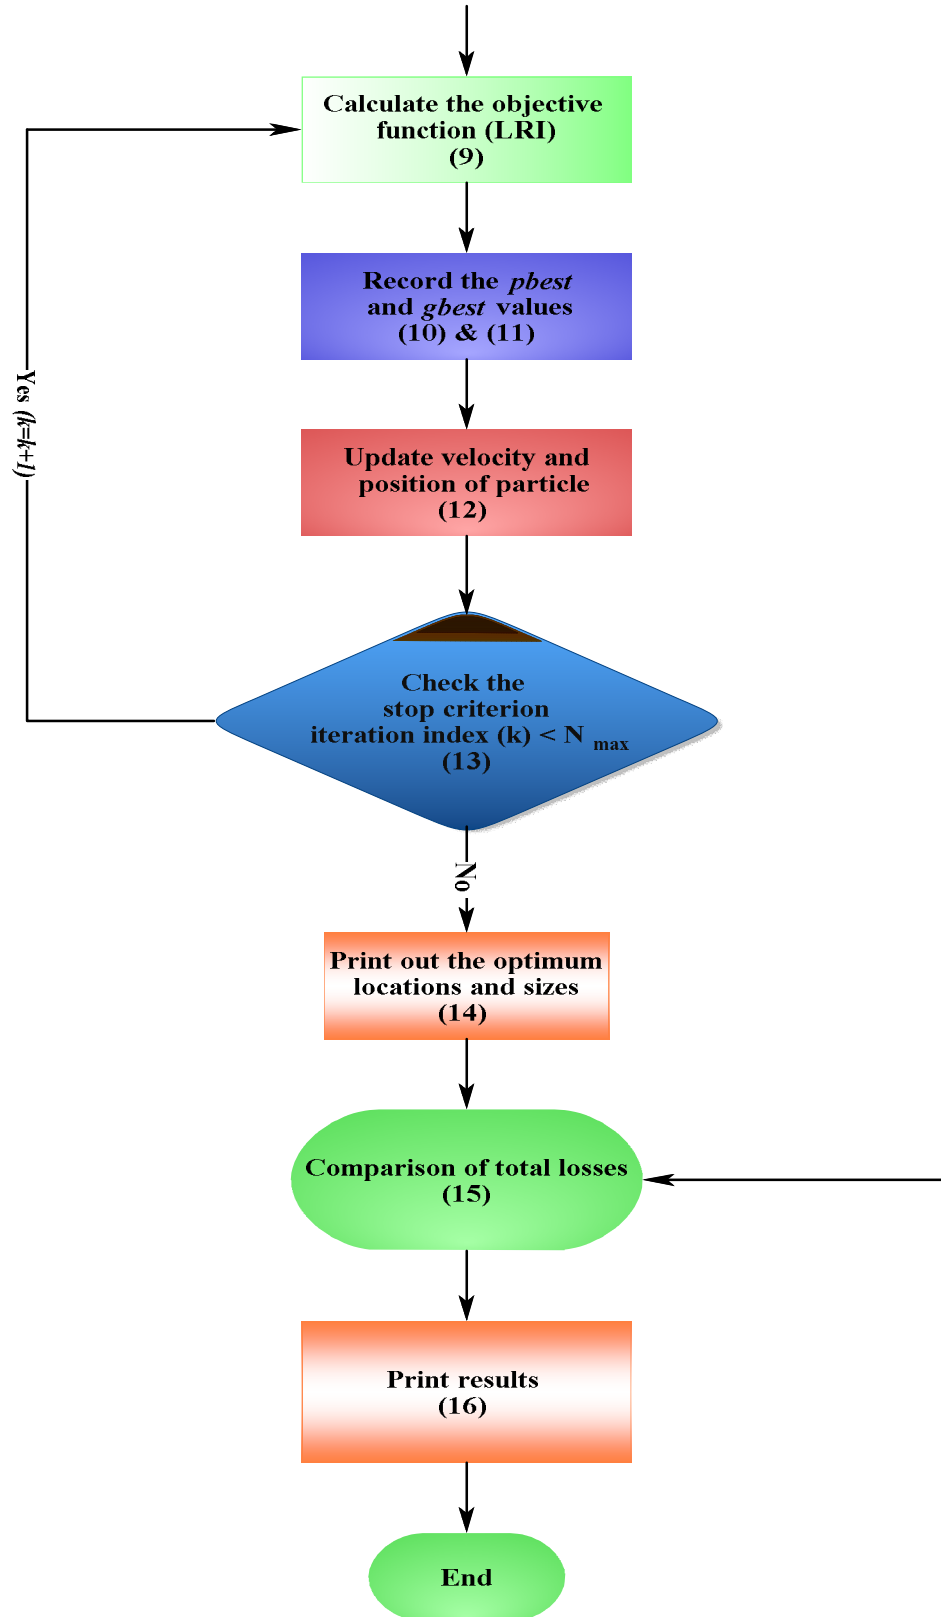 Calculate the objective
function (LRI)
(9)
Record the pbest
and gbest values
(10) & (11)
Update velocity and
position of particle
(12)
Yes (k=k+1)
Check the
stop criterion
iteration index (k) < N max
(13)
No
Print out the optimum
locations and sizes
(14)
Comparison of total losses
(15)
Print results
(16)
End